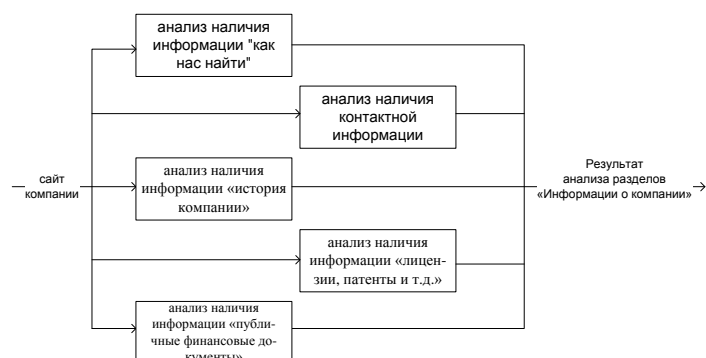 анализ наличия
информации "как
нас найти"
анализ наличия
контактной
информации
сайт
компании
анализ наличия
информации «история
компании»
Результат
анализа разделов
«Информации о компании»
анализ наличия
информации «лицен-
зии, патенты и т.д.»
анализ наличия
информации «публи-
чные финансовые до-
кументы»